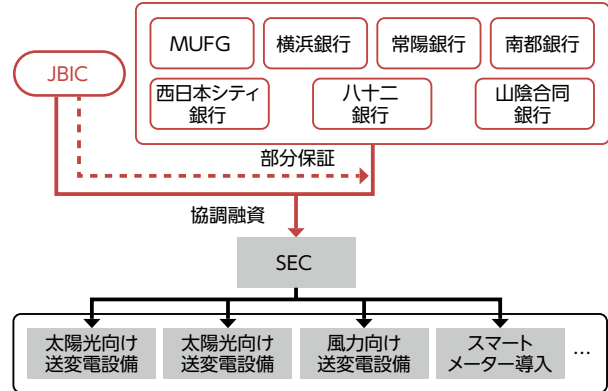 MUFG
横浜銀行
常陽銀行
南都銀行
JBIC
西日本シティ
銀行
八十二
銀行
山陰合同
銀行
部分保証
協調融資
SEC
太陽光向け
送変電設備
太陽光向け
送変電設備
風力向け
送変電設備
スマート
メーター導入
…